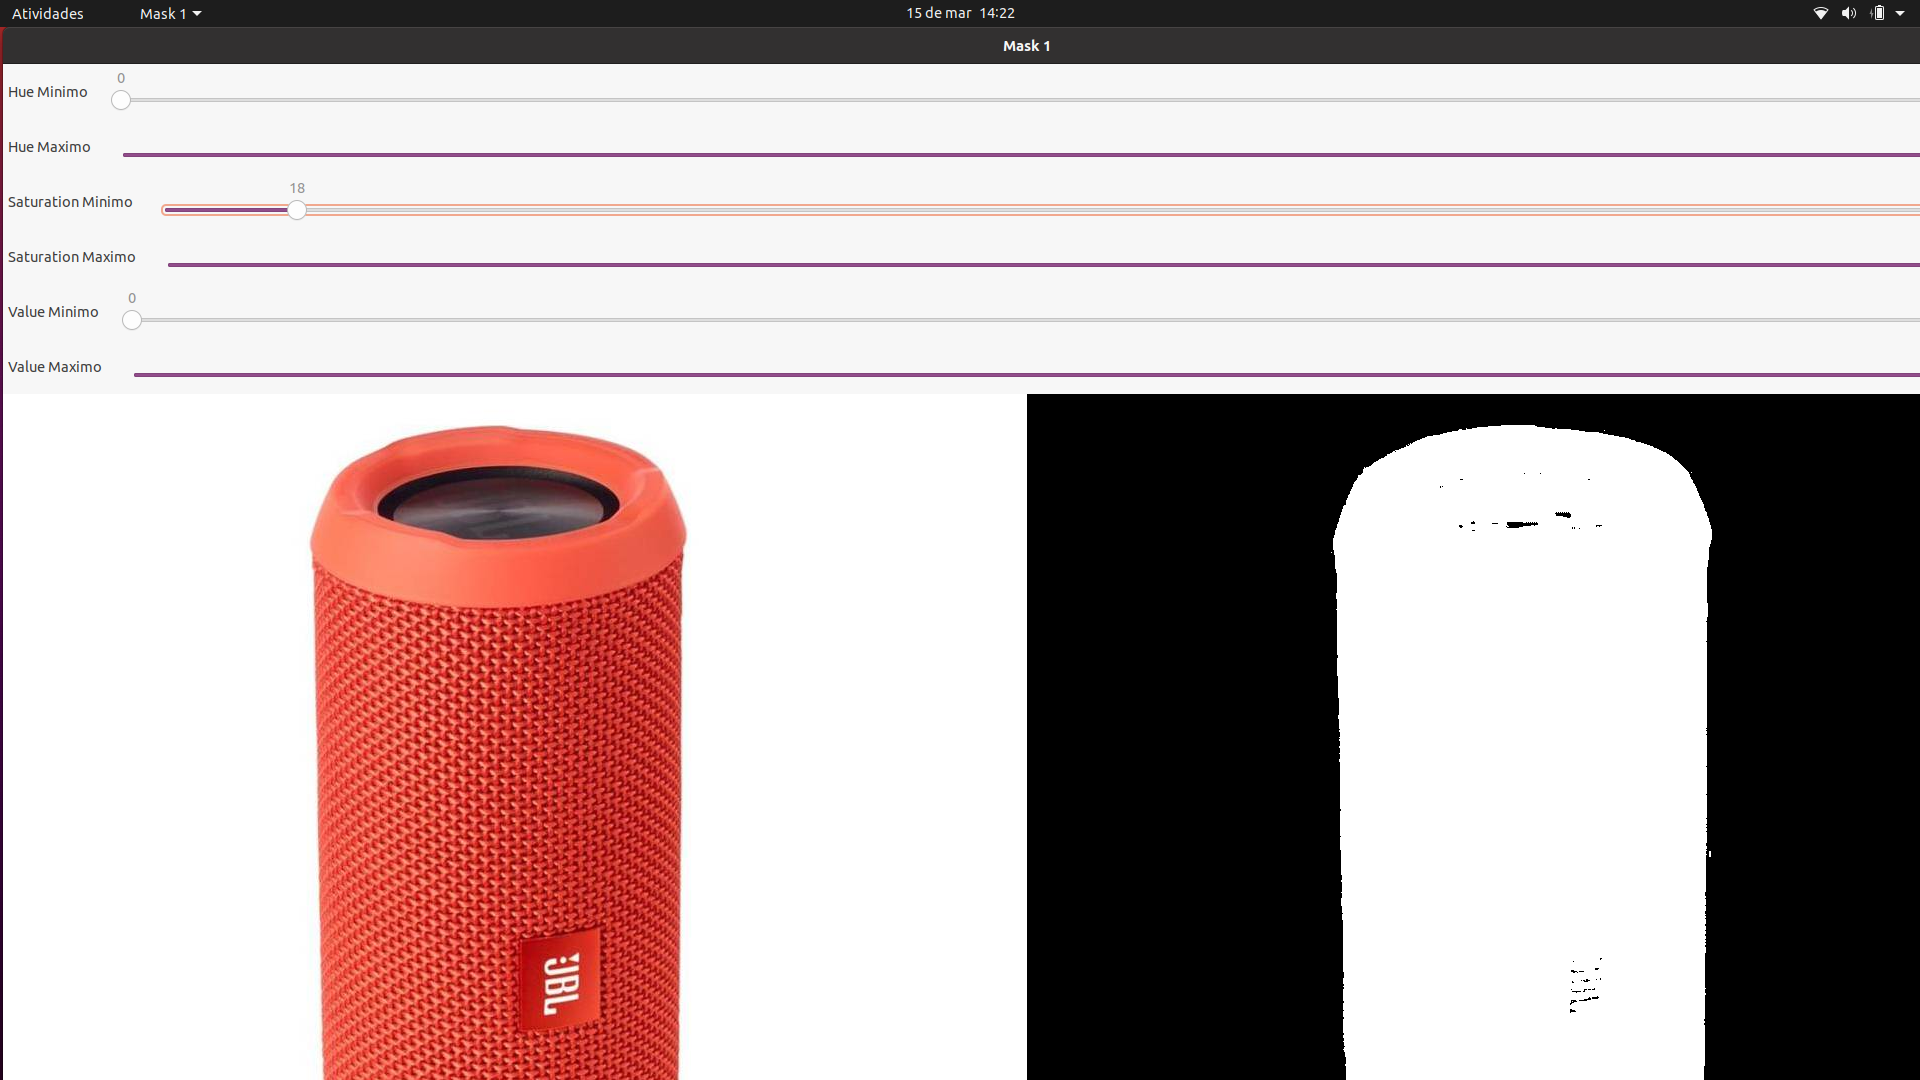 Atividades
Mask 1
15 de mar 14:22
Mask 1
0
Hue Minimo
Hue Maximo
18
Saturation Minimo
Saturation Maximo
0
Value Minimo
Value Maximo
JBL